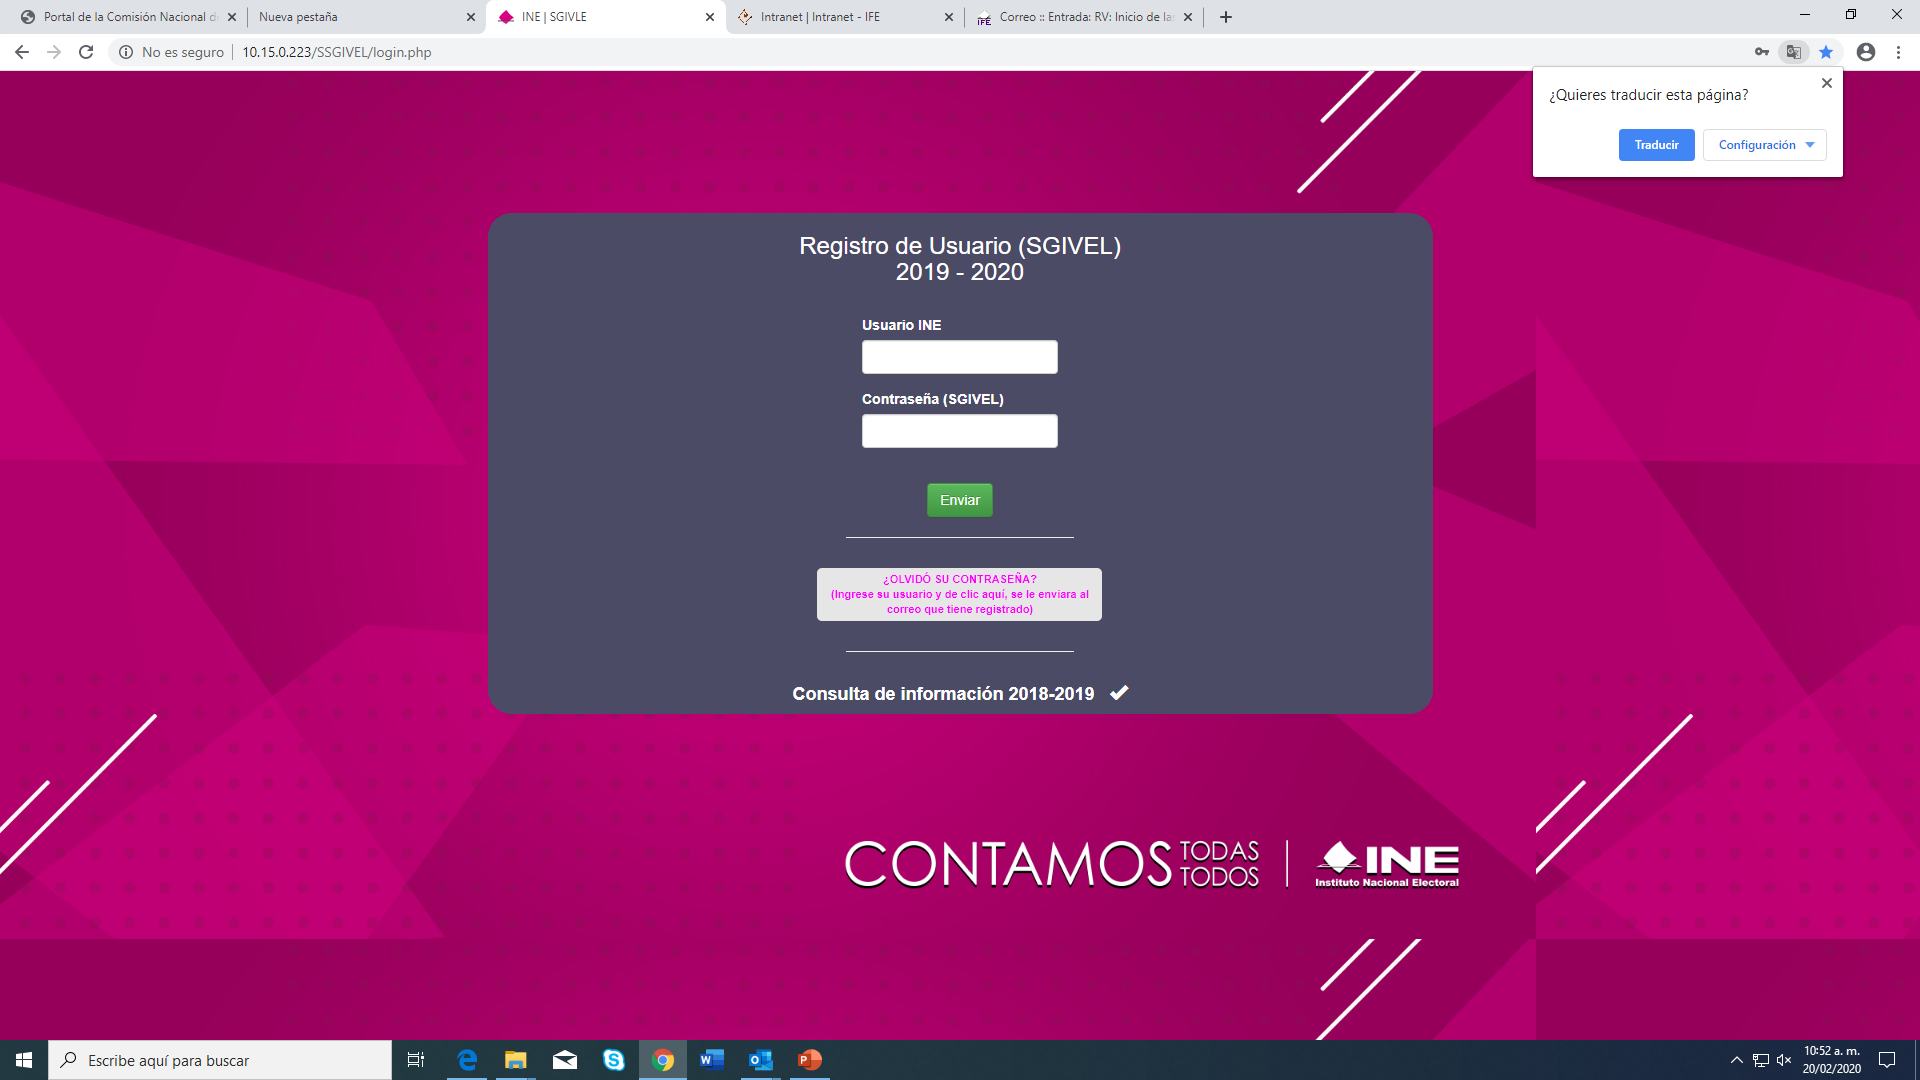 Portal de la Comisión Nacional d
Nueva pestaña
INE | SGIVLE
Intranet | Intranet - IFE
Correo :: Entrada: RV: Inicio de la
No es seguro
10.15.0.223/SSGIVEL/login.php
¿Quieres traducir esta página?
Traducir
Configuración
Registro de Usuario (SGIVEL)
2019 - 2020
Usuario INE
Contraseña (SGIVEL)
Enviar
¿OLVIDÓ SU CONTRASEÑA?
(Ingrese su usuario y de clic aquí, se le enviara al
correo que tiene registrado)
Consulta de información 2018-2019
CONTAMOS TODAS
TODOS
INE
Instituto Nacional Electoral
Escribe aquí para buscar
10:52 a. m.
20/02/2020